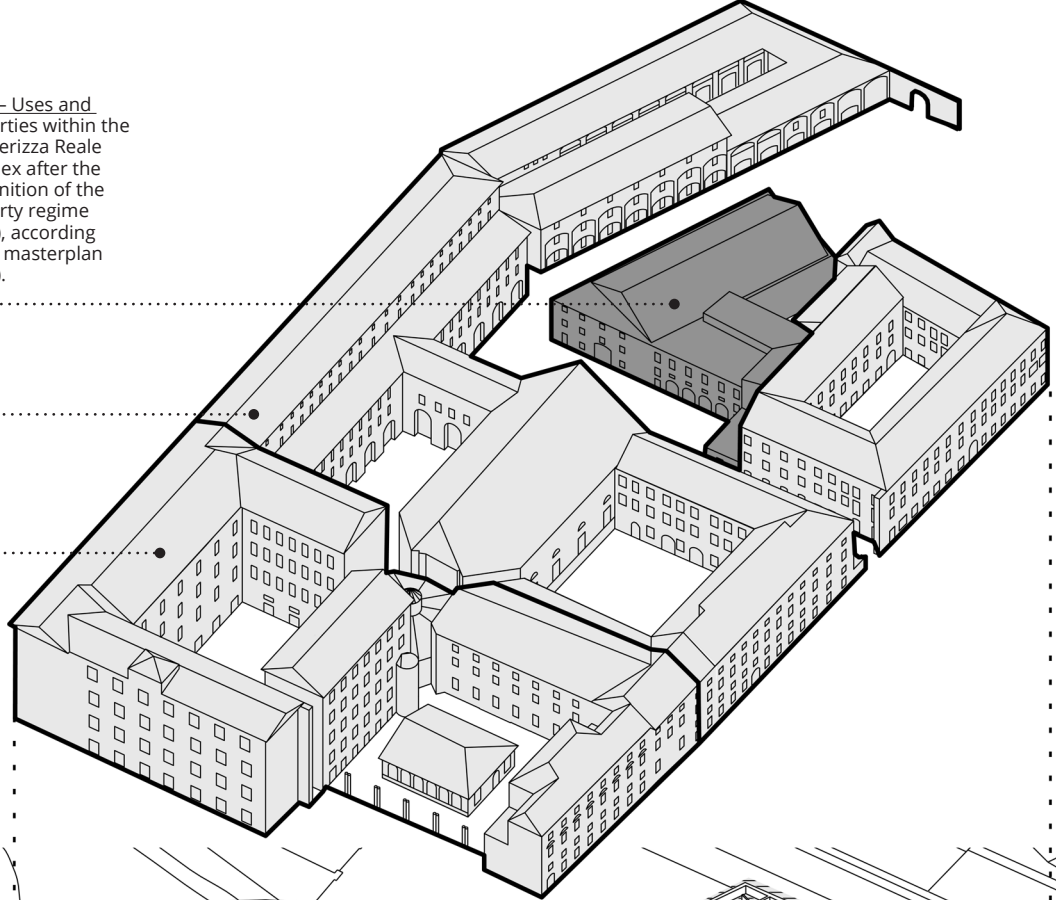 – Uses and
rties within the
erizza Reale
ex after the
nition of the
rty regime
), according
masterplan
).